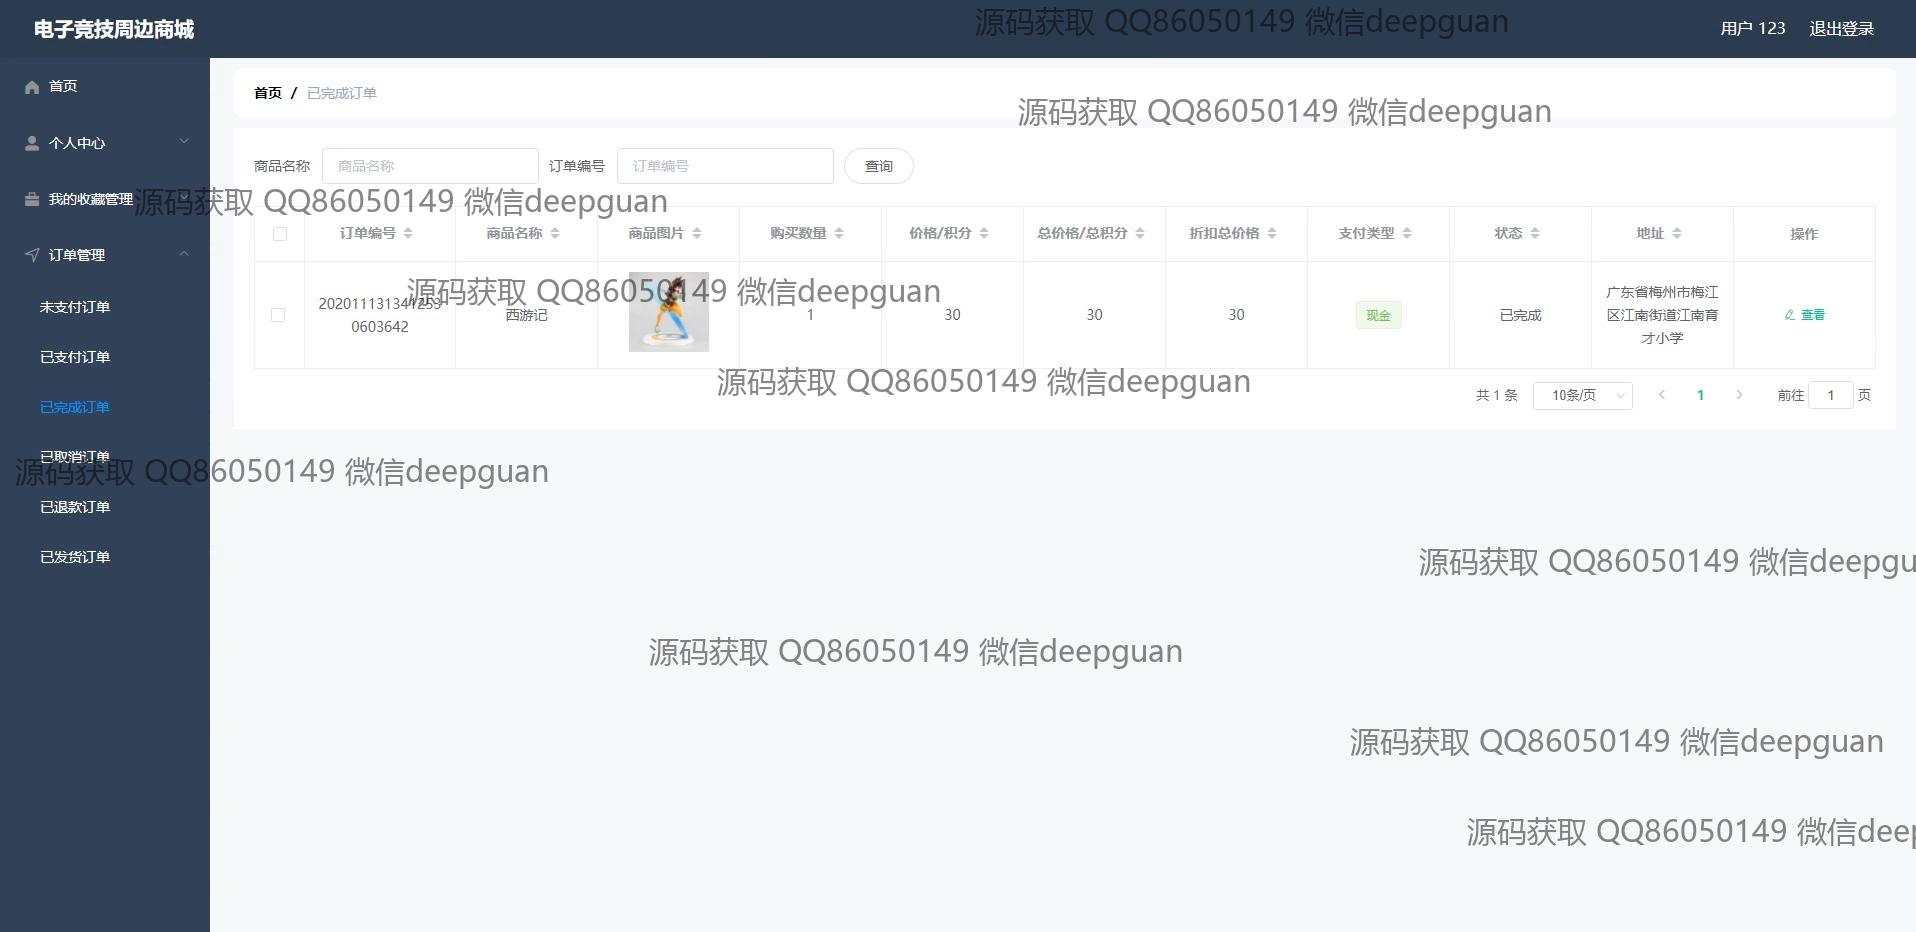 电子竞技周边商城
源码获取 QQ86050149 微信deepguan
用户 123 退出登录
首页
个人中心
我的收藏管理
订单管理
未支付订单
已支付订单
已完成订单
已取消订单
已退款订单
已发货订单
首页 / 已完成订单
源码获取 QQ86050149 微信deepguan
商品名称 商品名称 订单编号 订单编号 查询
源码获取 QQ86050149 微信deepguan
订单编号 商品名称 商品图片 购买数量 价格/积分 总价格/总积分 折扣总价格 支付类型 状态 地址 操作
源码获取 QQ86050149 微信deepguan
202011131341253
0603642
西游记
1
30
30
30
现金
已完成
广东省梅州市梅江
区江南街道江南育
才小学
查看
源码获取 QQ86050149 微信deepguan
共 1 条 10条/页 1 前往 1 页
源码获取 QQ86050149 微信deepguan
源码获取 QQ86050149 微信deepgu
源码获取 QQ86050149 微信deepguan
源码获取 QQ86050149 微信deepguan
源码获取 QQ86050149 微信deep